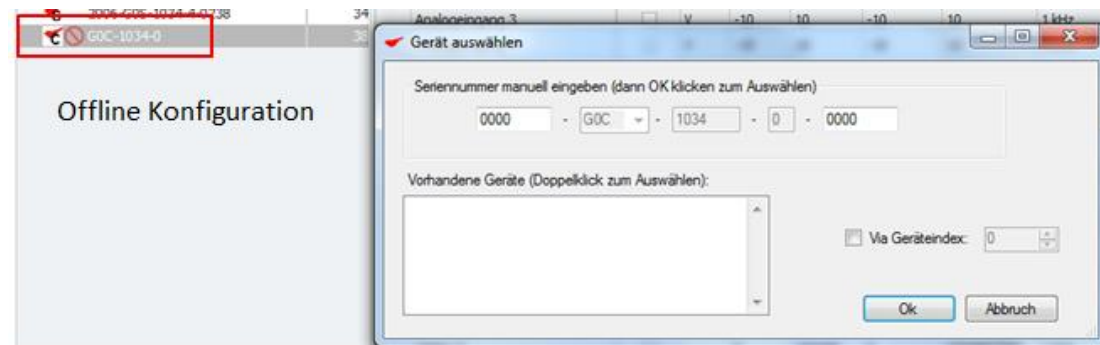 34
Analogeingang 3 V -10 10 -10 10 1 kHz
G0C-1034-0 38
Gerät auswählen
Offline Konfiguration
Seriennummer manuell eingeben (dann OK klicken zum Auswählen)
0000 - G0C - 1034 - 0 - 0000
Vorhandene Geräte (Doppelklick zum Auswählen):
Via Geräteindex: 0
Ok Abbruch